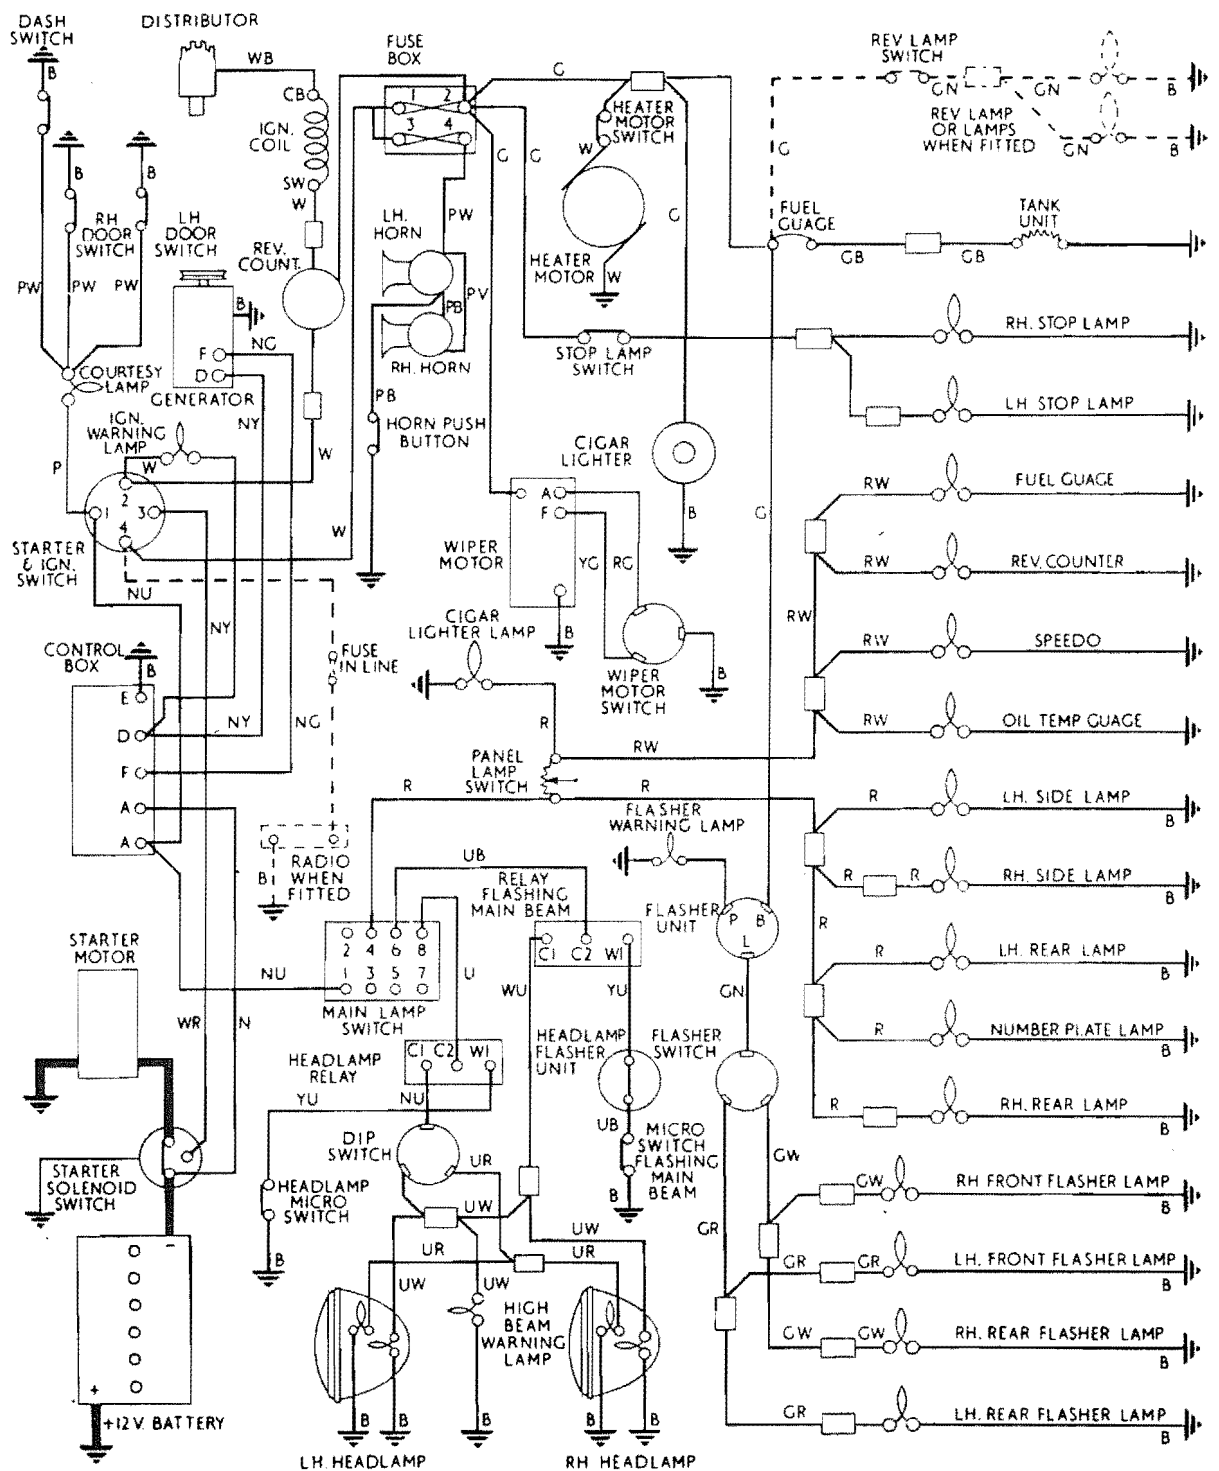 DASH
SWITCH
DISTRIBUTOR
FUSE
BOX
REV LAMP
SWITCH
WB
G
B
CB
IGN.
COIL
SW
W
1 2
3 4
HEATER
MOTOR
SWITCH
W
GN
GN
REV LAMP
OR LAMPS
WHEN FITTED
GN
B
B
G
B
B
RH
DOOR
SWITCH
LH
DOOR
SWITCH
REV.
COUNT.
LH.
HORN
PW
G
G
G
FUEL
GUAGE
TANK
UNIT
GB
GB
HEATER
MOTOR
W
PW
PW
PW
B
NG
F
D
GENERATOR
PB
PV
RH. HORN
STOP LAMP
SWITCH
RH. STOP LAMP
COURTESY
LAMP
IGN.
WARNING
LAMP
NY
PB
HORN PUSH
BUTTON
CIGAR
LIGHTER
LH STOP LAMP
P
W
W
2
1
3
4
STARTER
& IGN.
SWITCH
W
WIPER
MOTOR
A
F
B
G
RW
FUEL GUAGE
RW
REV. COUNTER
NU
NY
YG
RG
CIGAR
LIGHTER LAMP
B
RW
CONTROL
BOX
B
FUSE
IN LINE
WIPER
MOTOR
SWITCH
B
RW
SPEEDO
E
D
F
A
A
NY
NG
R
RW
RW
OIL TEMP GUAGE
PANEL
LAMP
SWITCH
R
R
FLASHER
WARNING LAMP
R
LH. SIDE LAMP
B
RADIO
WHEN
FITTED
B
UB
RELAY
FLASHING
MAIN BEAM
FLASHER
UNIT
P B
L
R
R
RH. SIDE LAMP
B
STARTER
MOTOR
2 4 6 8
1 3 5 7
MAIN LAMP
SWITCH
NU
U
C1 C2 W1
WU
YU
GN
R
R
LH. REAR LAMP
B
WR
N
HEADLAMP
RELAY
C1 C2 W1
HEADLAMP
FLASHER
UNIT
FLASHER
SWITCH
R
NUMBER PLATE LAMP
B
YU
NU
R
RH. REAR LAMP
B
DIP
SWITCH
UR
UB
MICRO
SWITCH
FLASHING
MAIN
BEAM
B
GW
STARTER
SOLENOID
SWITCH
HEADLAMP
MICRO
SWITCH
B
UW
UW
GR
GW
RH FRONT FLASHER LAMP
B
UR
UR
UW
UW
GR
GR
LH. FRONT FLASHER LAMP
B
HIGH
BEAM
WARNING
LAMP
GW
GW
RH. REAR FLASHER LAMP
B
-
+
+12V. BATTERY
B
B
B
B
B
GR
LH. REAR FLASHER LAMP
B
LH. HEADLAMP
RH HEADLAMP